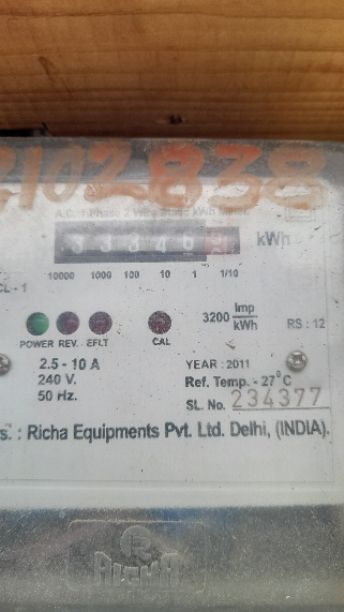 2102838
A.C. 1 Phase 2 Wire Static kWh Meter
kWh
10000 1000 100 10 1 1/10
CL - 1
3200 Imp/kWh
RS : 12
POWER REV. EFLT CAL
2.5 - 10 A
240 V.
50 Hz.
YEAR : 2011
Ref. Temp. - 27°C
SL. No. 234377
s. : Richa Equipments Pvt. Ltd. Delhi, (INDIA).
RICHA